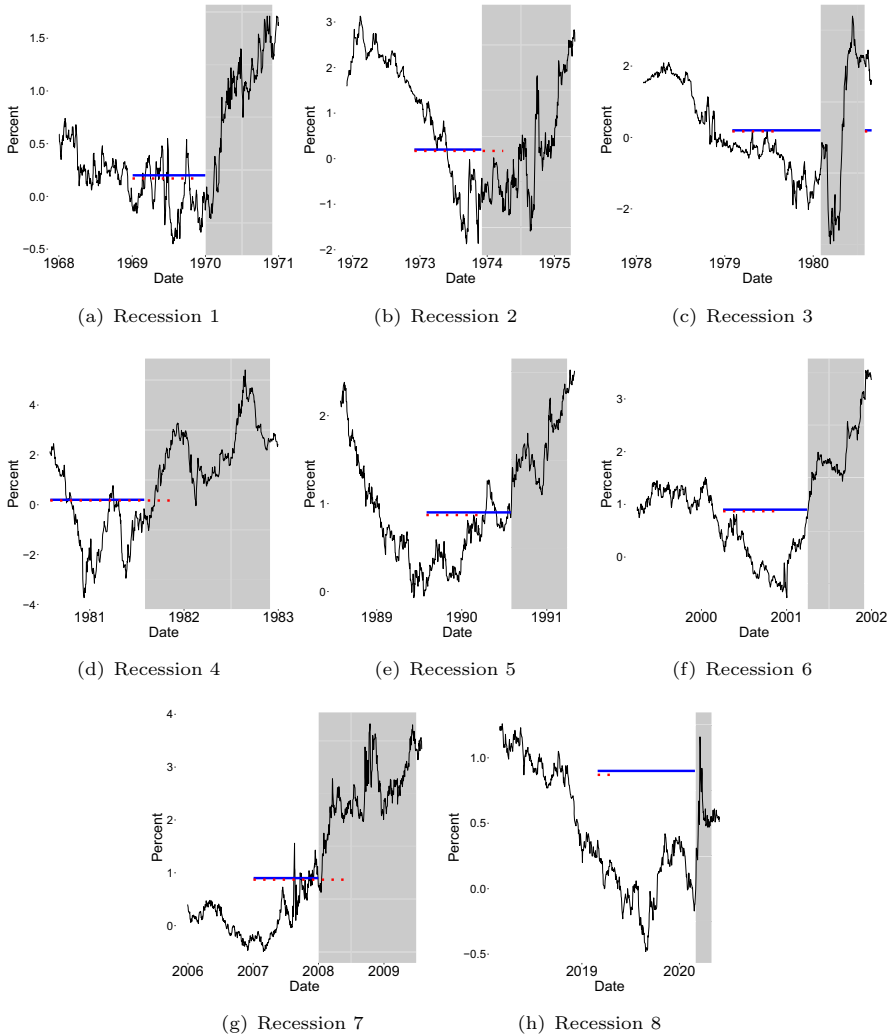 1.5
1.0
0.5
0.0
−0.5
Percent
1968 1969 1970 1971
Date
(a) Recession 1
3
2
1
0
−1
−2
Percent
1972 1973 1974 1975
Date
(b) Recession 2
2
0
−2
Percent
1978 1979 1980
Date
(c) Recession 3
4
2
0
−2
−4
Percent
1981 1982 1983
Date
(d) Recession 4
2
1
0
Percent
1989 1990 1991
Date
(e) Recession 5
3
2
1
0
Percent
2000 2001 2002
Date
(f) Recession 6
4
3
2
1
0
Percent
2006 2007 2008 2009
Date
(g) Recession 7
1.0
0.5
0.0
−0.5
Percent
2019 2020
Date
(h) Recession 8